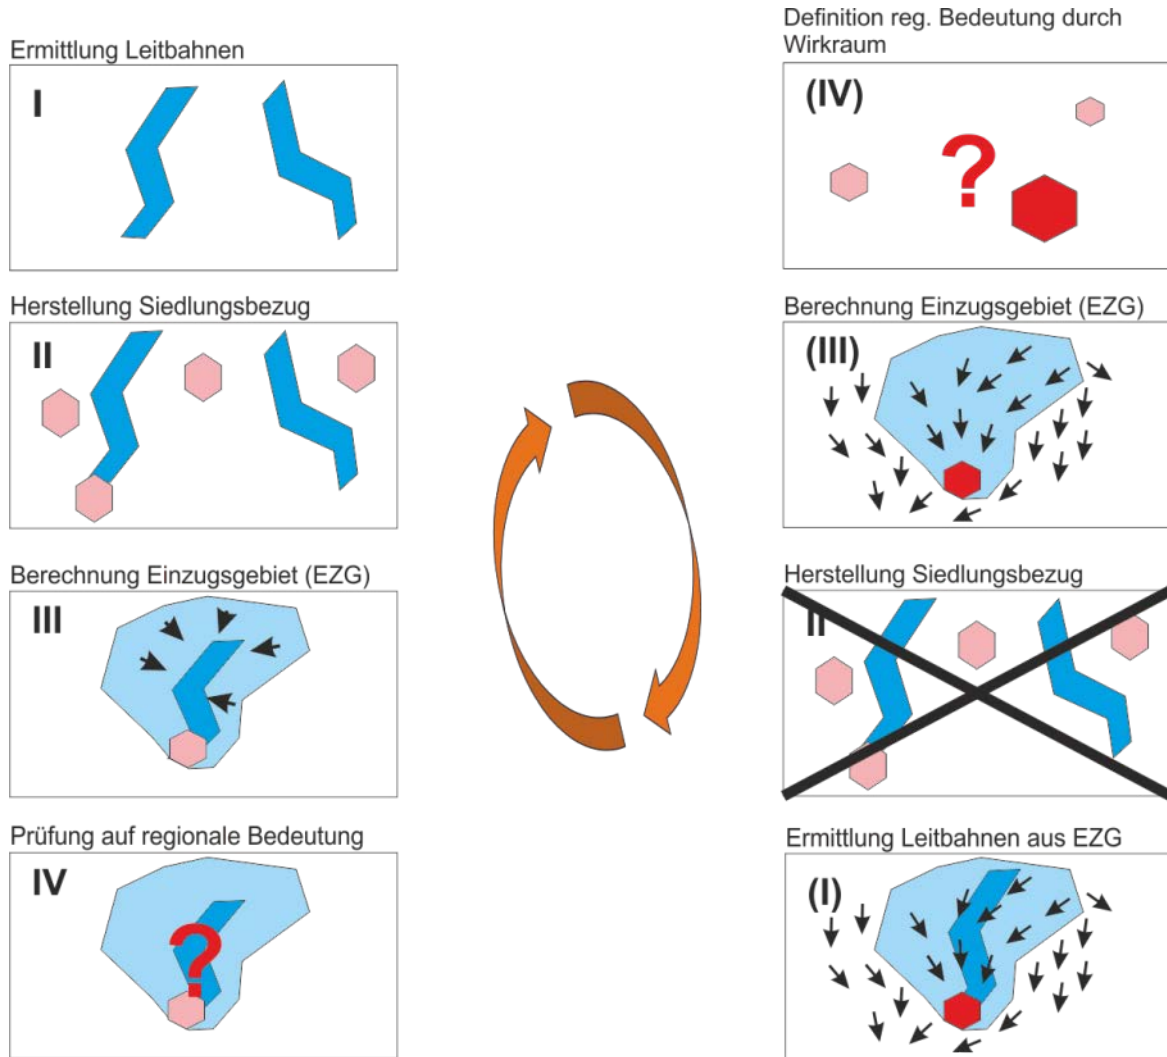 Ermittlung Leitbahnen
I
Herstellung Siedlungsbezug
II
Berechnung Einzugsgebiet (EZG)
III
Prüfung auf regionale Bedeutung
IV
?
Definition reg. Bedeutung durch
Wirkraum
(IV)
?
Berechnung Einzugsgebiet (EZG)
(III)
Herstellung Siedlungsbezug
II
Ermittlung Leitbahnen aus EZG
(I)